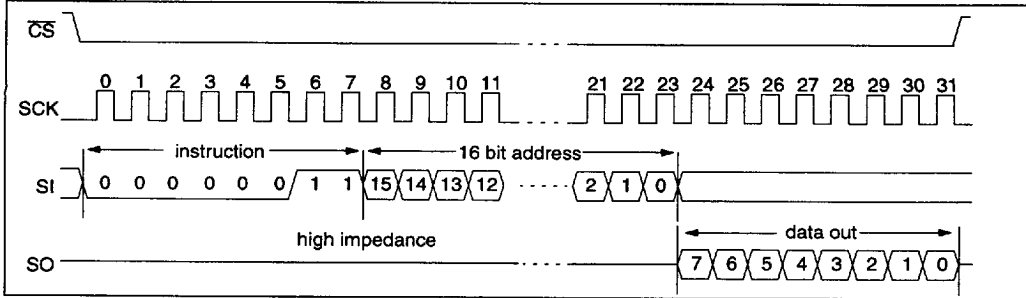 CS
0 1 2 3 4 5 6 7 8 9 10 11 21 22 23 24 25 26 27 28 29 30 31
SCK
instruction 16 bit address
SI 0 0 0 0 0 0 1 1 15 14 13 12 2 1 0
high impedance data out
SO 7 6 5 4 3 2 1 0